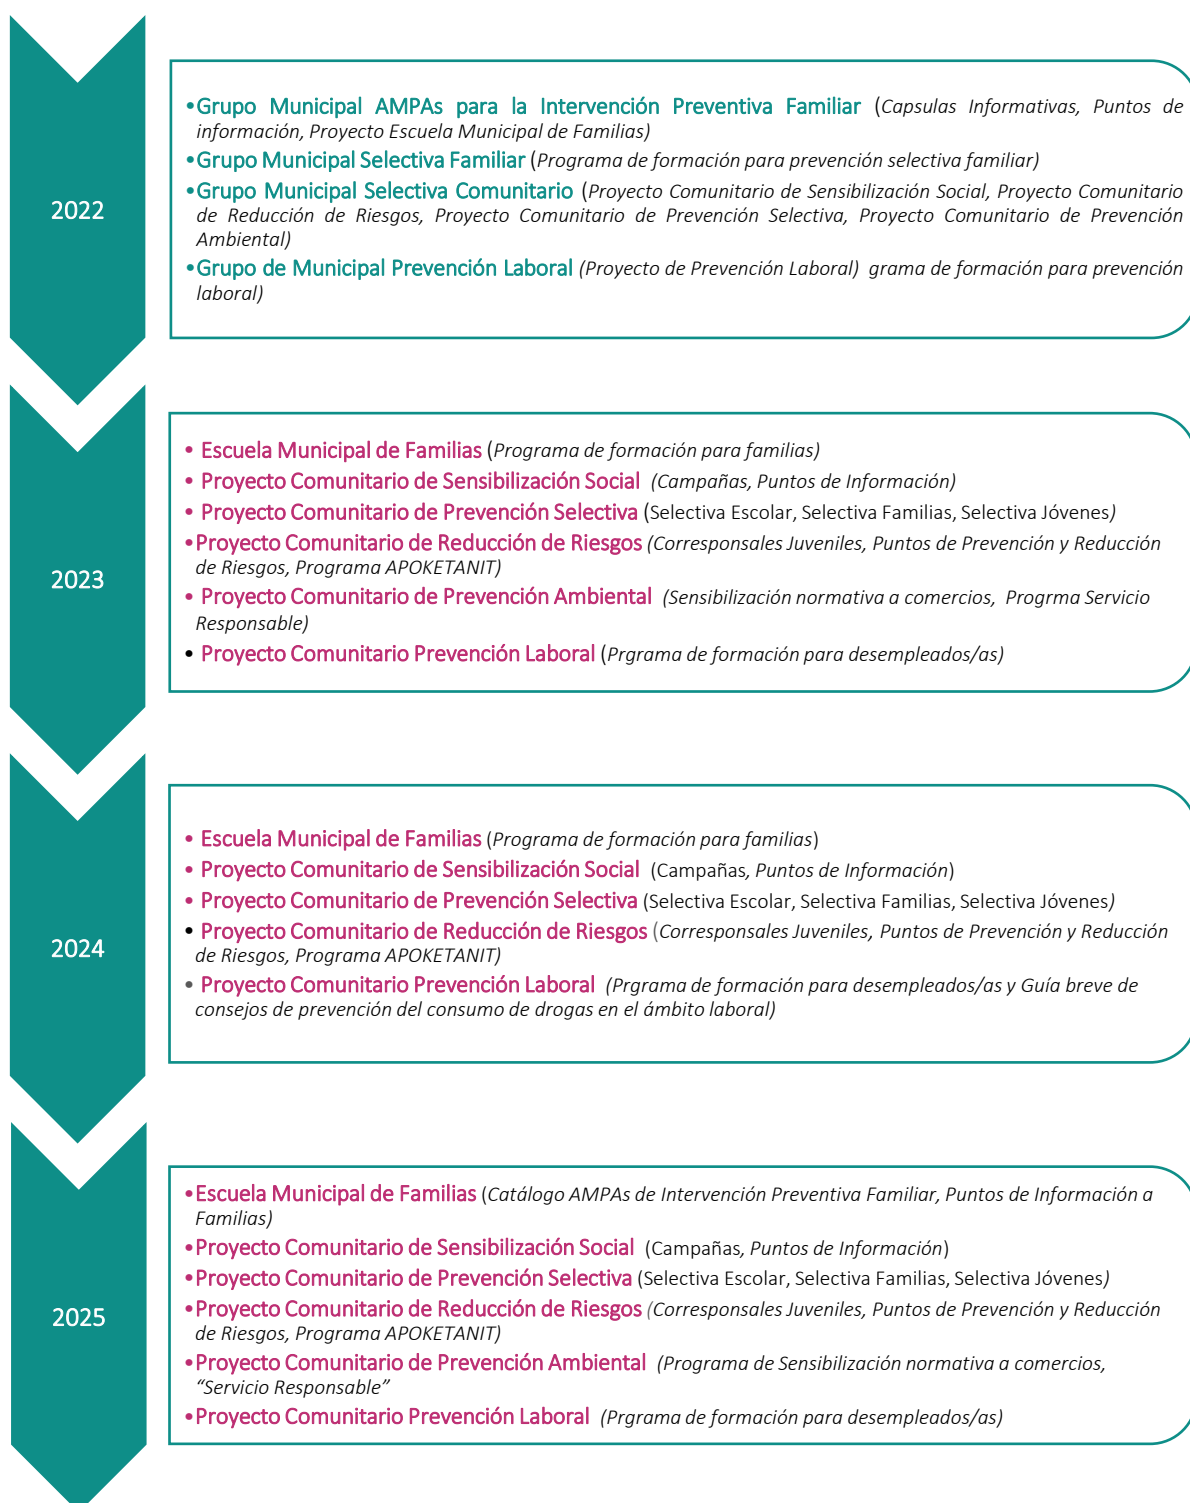 2022
•Grupo Municipal AMPAs para la Intervención Preventiva Familiar (Capsulas Informativas, Puntos de
información, Proyecto Escuela Municipal de Familias)
•Grupo Municipal Selectiva Familiar (Programa de formación para prevención selectiva familiar)
•Grupo Municipal Selectiva Comunitario (Proyecto Comunitario de Sensibilización Social, Proyecto Comunitario
de Reducción de Riesgos, Proyecto Comunitario de Prevención Selectiva, Proyecto Comunitario de Prevención
Ambiental)
•Grupo de Municipal Prevención Laboral (Proyecto de Prevención Laboral) grama de formación para prevención
laboral)
2023
• Escuela Municipal de Familias (Programa de formación para familias)
• Proyecto Comunitario de Sensibilización Social (Campañas, Puntos de Información)
• Proyecto Comunitario de Prevención Selectiva (Selectiva Escolar, Selectiva Familias, Selectiva Jóvenes)
•Proyecto Comunitario de Reducción de Riesgos (Corresponsales Juveniles, Puntos de Prevención y Reducción
de Riesgos, Programa APOKETANIT)
• Proyecto Comunitario de Prevención Ambiental (Sensibilización normativa a comercios, Progrma Servicio
Responsable)
• Proyecto Comunitario Prevención Laboral (Prgrama de formación para desempleados/as)
2024
• Escuela Municipal de Familias (Programa de formación para familias)
• Proyecto Comunitario de Sensibilización Social (Campañas, Puntos de Información)
• Proyecto Comunitario de Prevención Selectiva (Selectiva Escolar, Selectiva Familias, Selectiva Jóvenes)
• Proyecto Comunitario de Reducción de Riesgos (Corresponsales Juveniles, Puntos de Prevención y Reducción
de Riesgos, Programa APOKETANIT)
• Proyecto Comunitario Prevención Laboral (Prgrama de formación para desempleados/as y Guía breve de
consejos de prevención del consumo de drogas en el ámbito laboral)
2025
•Escuela Municipal de Familias (Catálogo AMPAs de Intervención Preventiva Familiar, Puntos de Información a
Familias)
•Proyecto Comunitario de Sensibilización Social (Campañas, Puntos de Información)
•Proyecto Comunitario de Prevención Selectiva (Selectiva Escolar, Selectiva Familias, Selectiva Jóvenes)
•Proyecto Comunitario de Reducción de Riesgos (Corresponsales Juveniles, Puntos de Prevención y Reducción
de Riesgos, Programa APOKETANIT)
•Proyecto Comunitario de Prevención Ambiental (Programa de Sensibilización normativa a comercios,
“Servicio Responsable”
•Proyecto Comunitario Prevención Laboral (Prgrama de formación para desempleados/as)